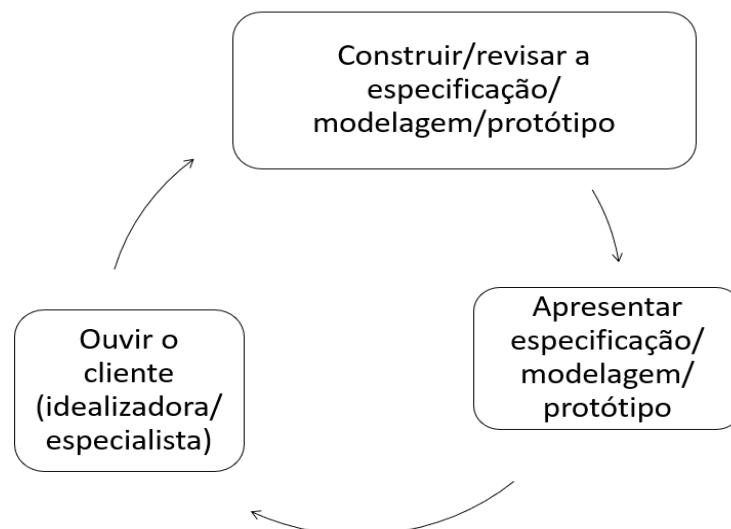 Construir/revisar a
especificação/
modelagem/protótipo
Apresentar
especificação/
modelagem/
protótipo
Ouvir o
cliente
(idealizadora/
especialista)